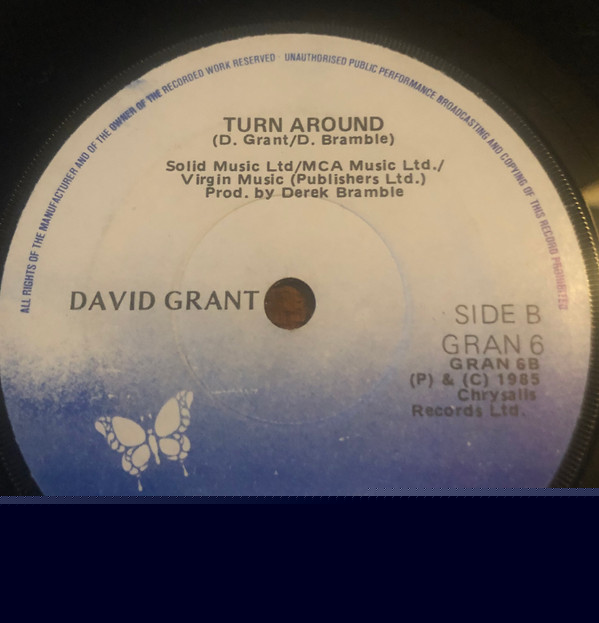 ALL RIGHTS OF THE MANUFACTURER AND OF THE OWNER OF THE RECORDED WORK RESERVED · UNAUTHORISED PUBLIC PERFORMANCE BROADCASTING AND COPYING OF THIS RECORD PROHIBITED
TURN AROUND
(D. Grant/D. Bramble)
Solid Music Ltd/MCA Music Ltd./
Virgin Music (Publishers Ltd.)
Prod. by Derek Bramble
DAVID GRANT
SIDE B
GRAN 6
GRAN 6B
(P) & (C) 1985
Chrysalis
Records Ltd.